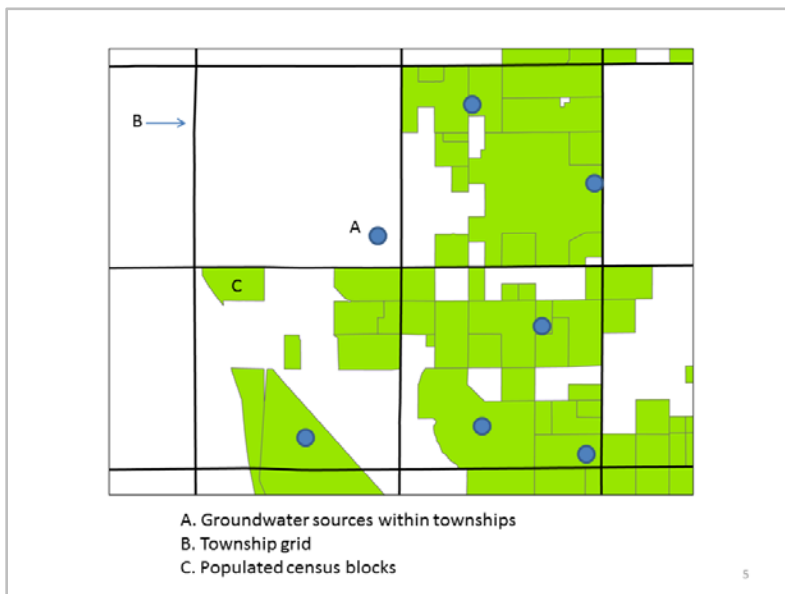 B
A
C
A. Groundwater sources within townships
B. Township grid
C. Populated census blocks
5